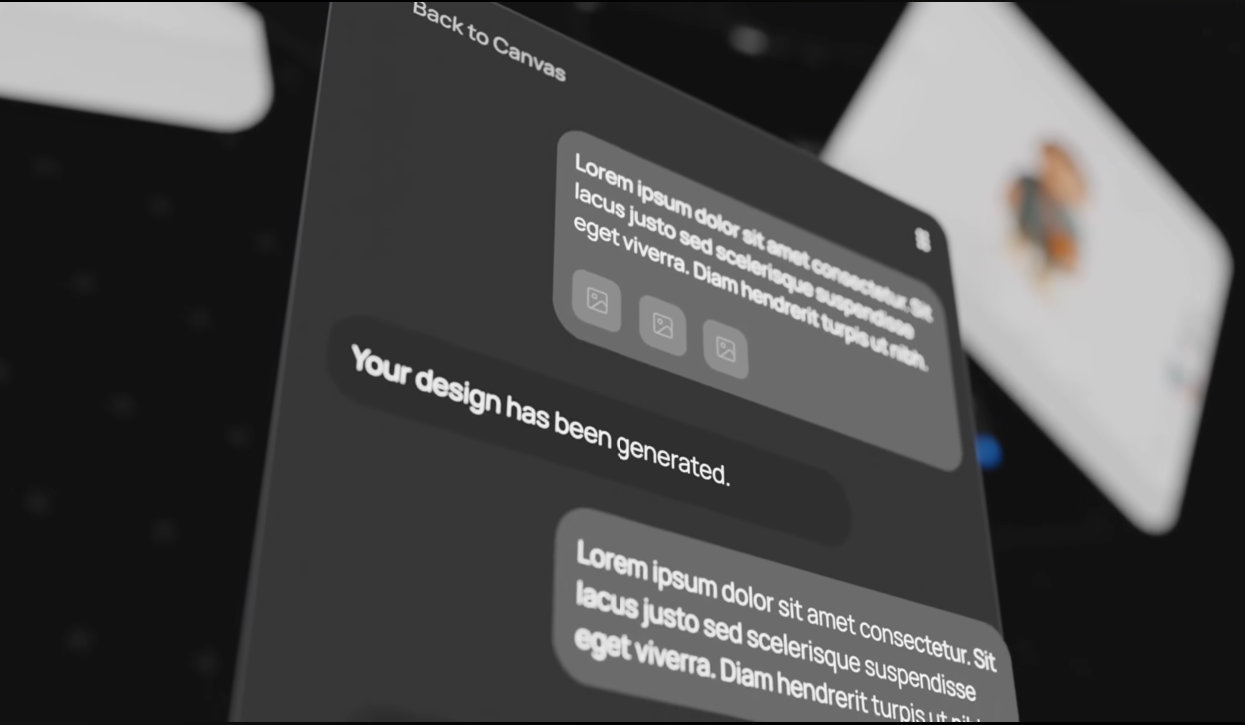 Back to Canvas
Lorem ipsum dolor sit amet consectetur. Sit
lacus justo sed scelerisque suspendisse
eget viverra. Diam hendrerit turpis ut nibh.
Your design has been generated.
Lorem ipsum dolor sit amet consectetur. Sit
lacus justo sed scelerisque suspendisse
eget viverra. Diam hendrerit turpis ut